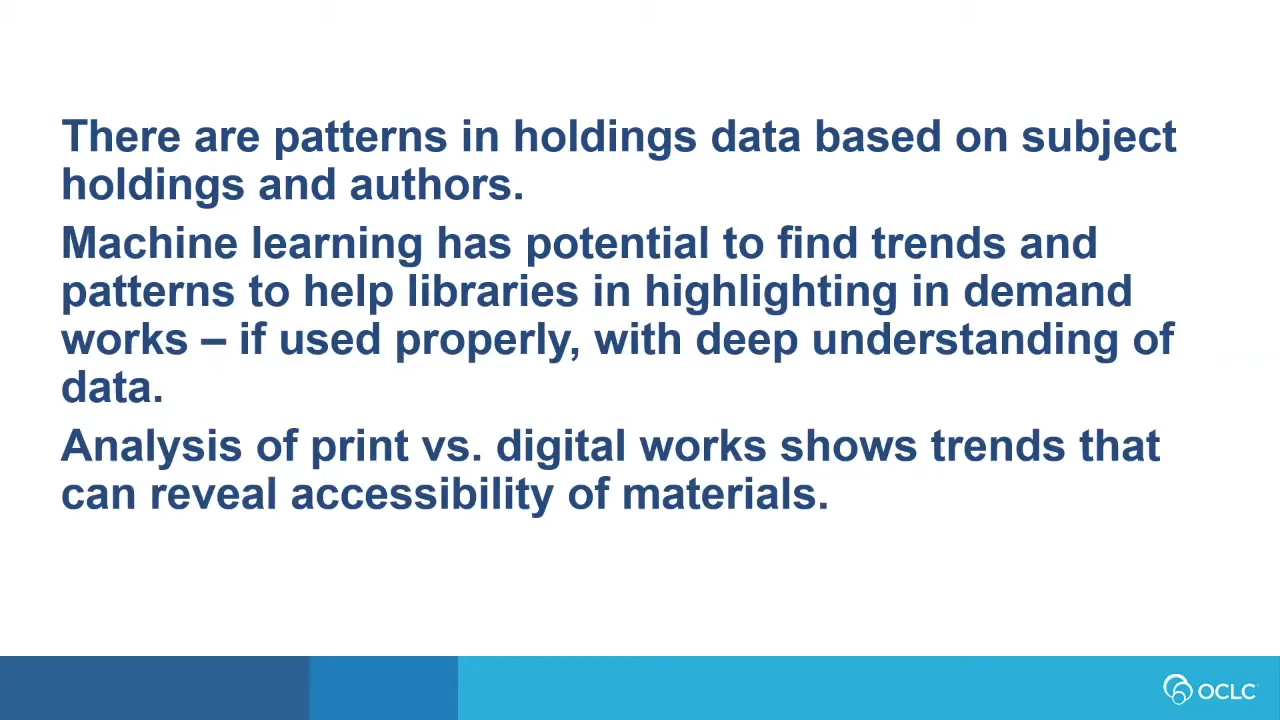 There are patterns in holdings data based on subject
holdings and authors.
Machine learning has potential to find trends and
patterns to help libraries in highlighting in demand
works – if used properly, with deep understanding of
data.
Analysis of print vs. digital works shows trends that
can reveal accessibility of materials.
OCLC